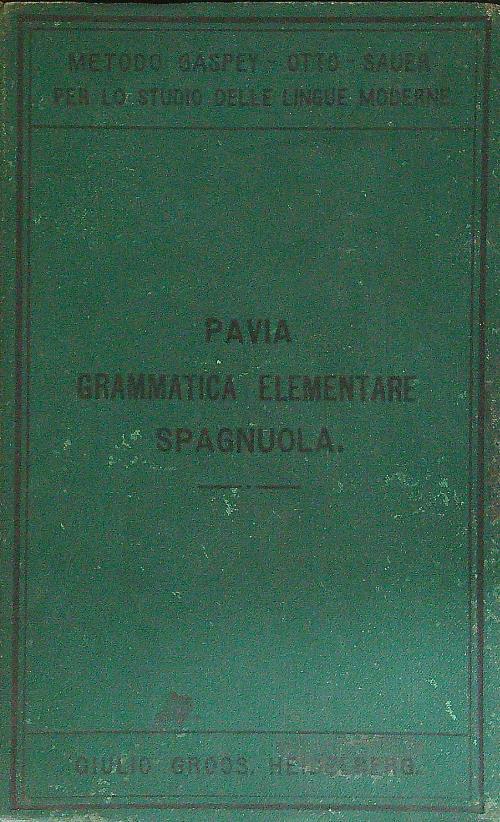 METODO GASPEY - OTTO - SAUER
PER LO STUDIO DELLE LINGUE MODERNE
PAVIA
GRAMMATICA ELEMENTARE
SPAGNUOLA.
GIULIO GROOS, HEIDELBERG.